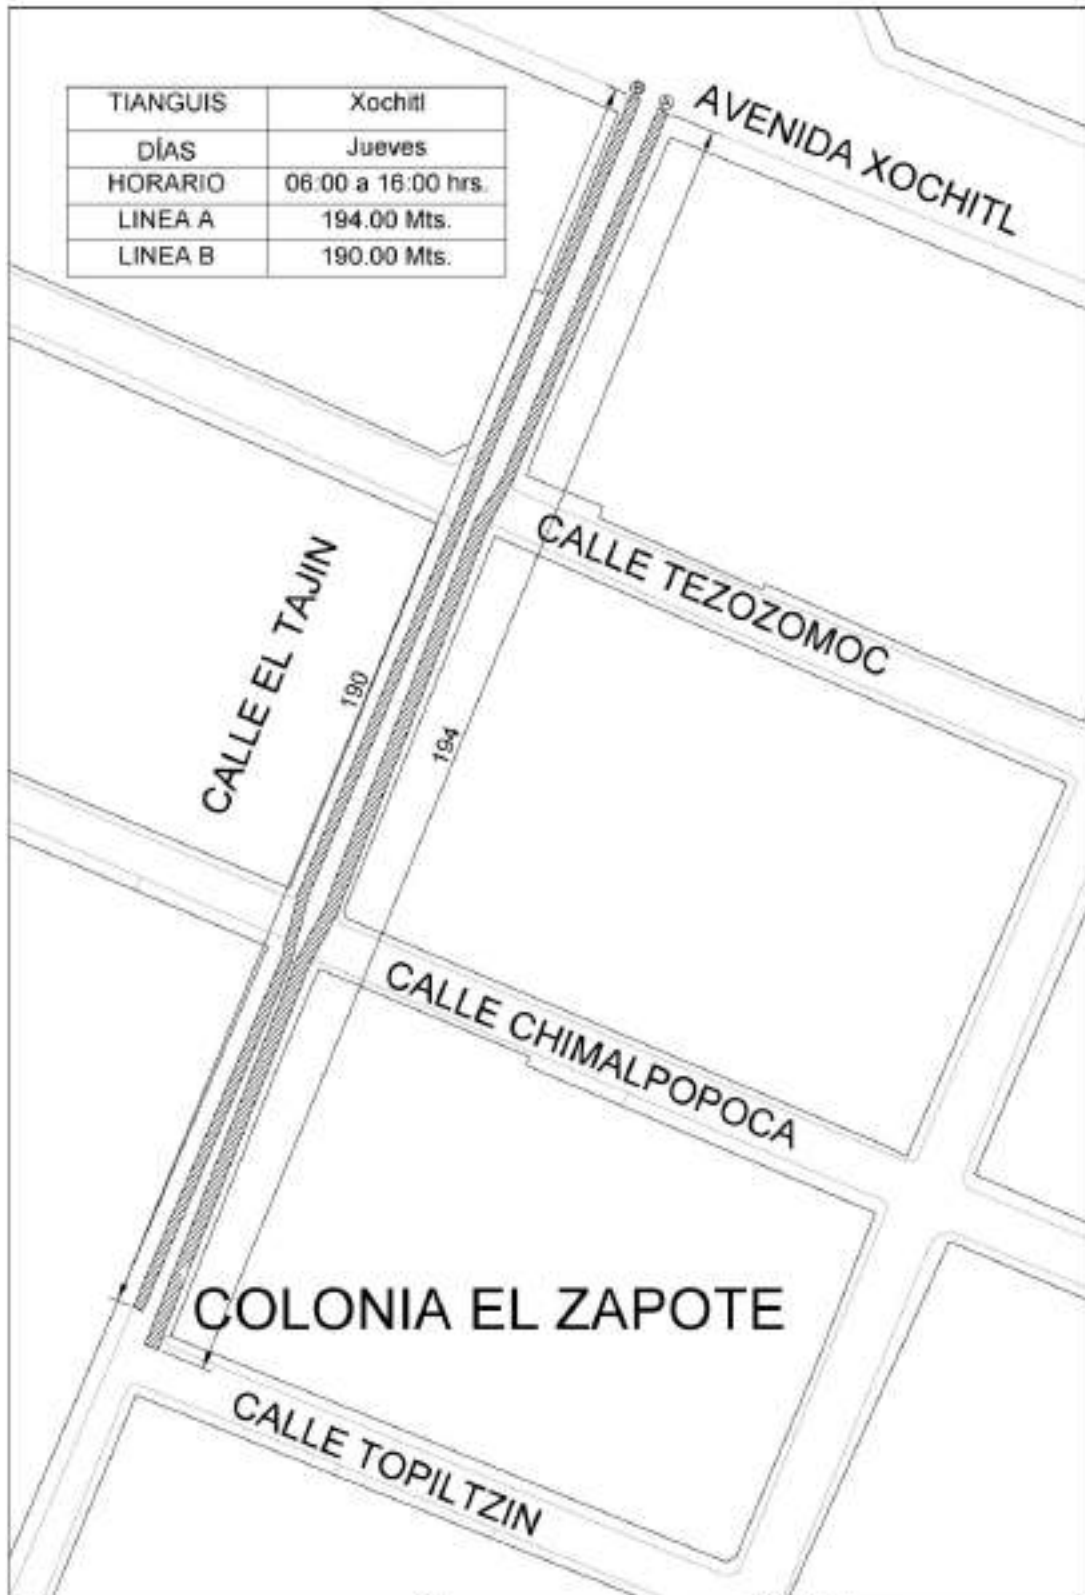 TIANGUIS Xochitl
DÍAS Jueves
HORARIO 06:00 a 16:00 hrs.
LINEA A 194.00 Mts.
LINEA B 190.00 Mts.
AVENIDA XOCHITL
CALLE TEZOZOMOC
CALLE EL TAJIN
190
194
CALLE CHIMALPOPOCA
COLONIA EL ZAPOTE
CALLE TOPILTZIN